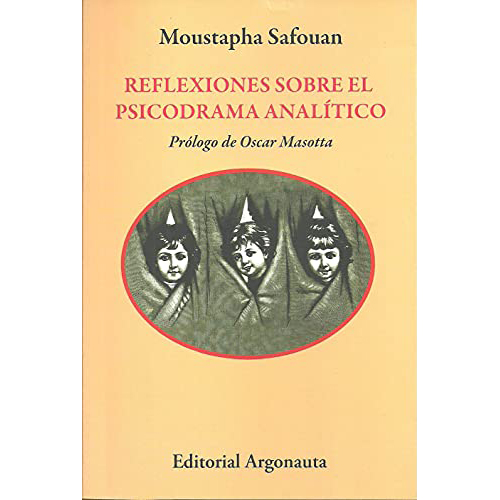 Moustapha Safouan
REFLEXIONES SOBRE EL
PSICODRAMA ANALÍTICO
Prólogo de Oscar Masotta
Editorial Argonauta